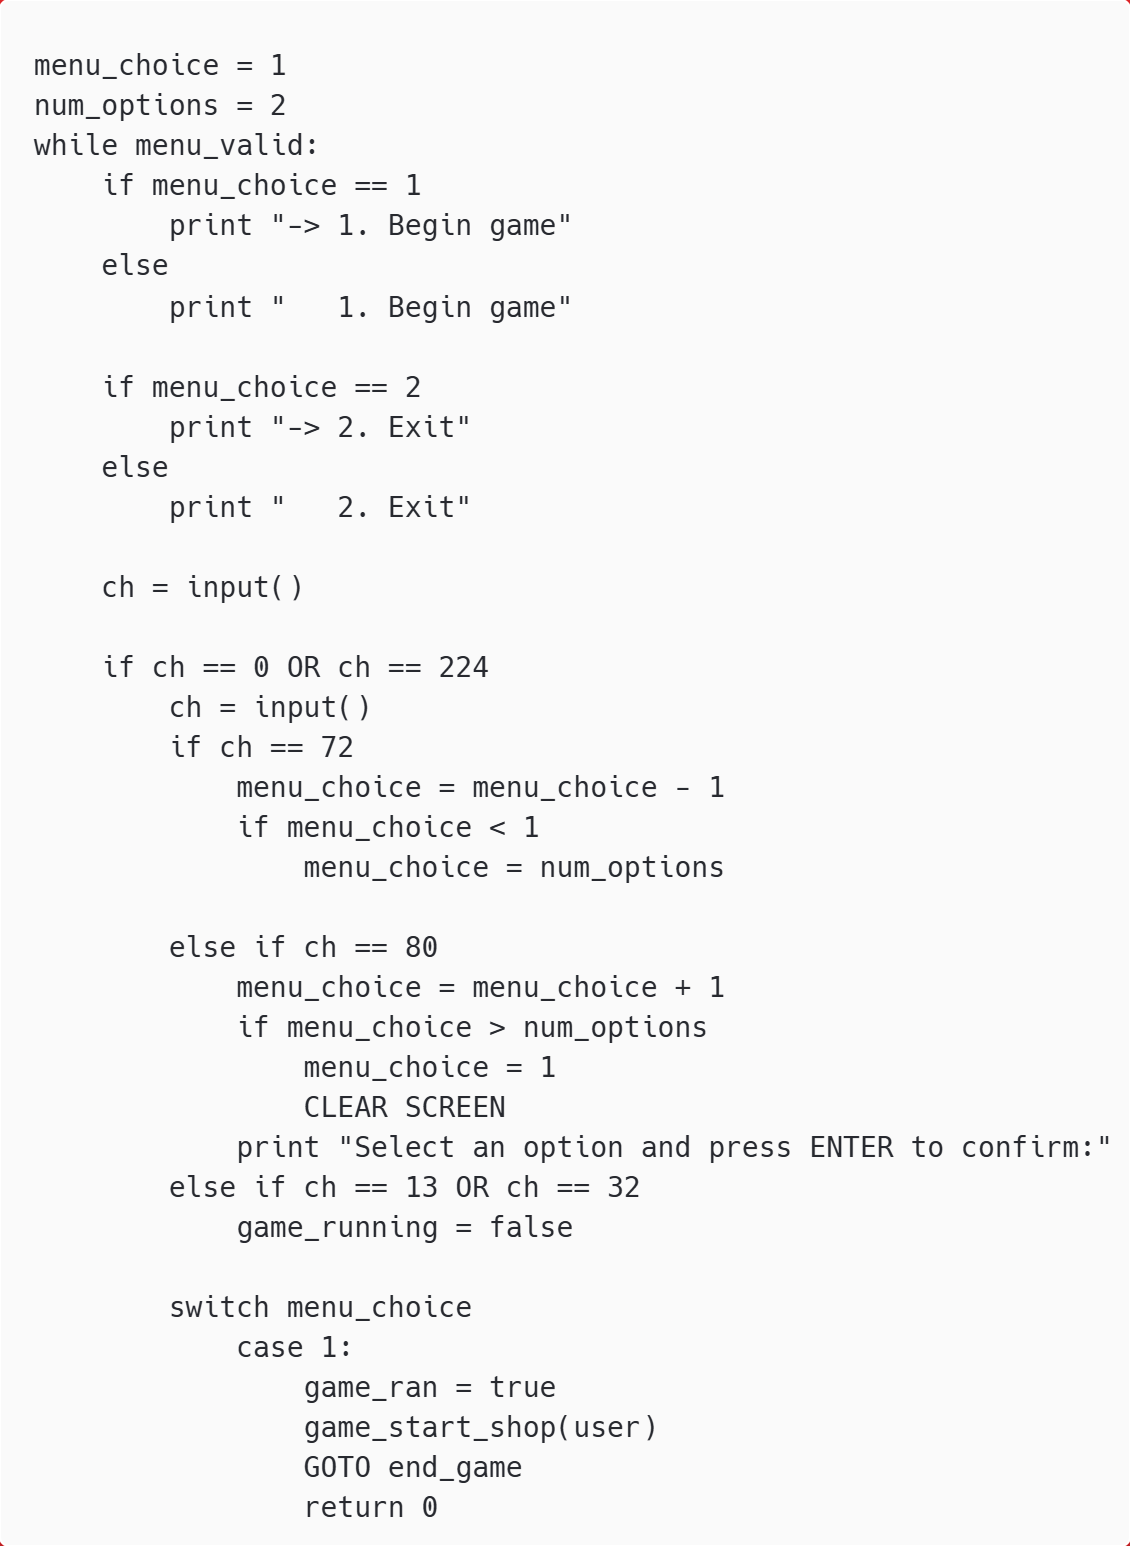 menu_choice = 1
num_options = 2
while menu_valid:
    if menu_choice == 1
        print "-> 1. Begin game"
    else
        print "   1. Begin game"

    if menu_choice == 2
        print "-> 2. Exit"
    else
        print "   2. Exit"

    ch = input()

    if ch == 0 OR ch == 224
        ch = input()
        if ch == 72
            menu_choice = menu_choice - 1
            if menu_choice < 1
                menu_choice = num_options

        else if ch == 80
            menu_choice = menu_choice + 1
            if menu_choice > num_options
                menu_choice = 1
                CLEAR SCREEN
            print "Select an option and press ENTER to confirm:"
        else if ch == 13 OR ch == 32
            game_running = false

        switch menu_choice
            case 1:
                game_ran = true
                game_start_shop(user)
                GOTO end_game
                return 0